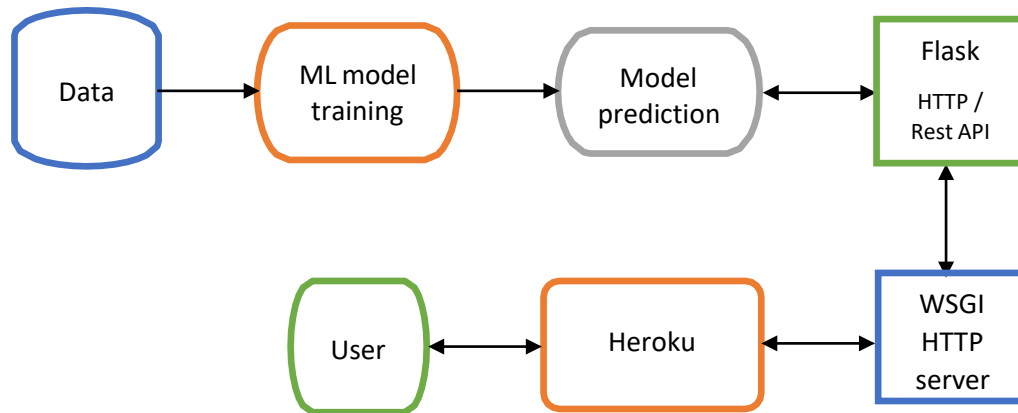 Data
ML model
training
Model
prediction
Flask
HTTP /
Rest API
User
Heroku
WSGI
HTTP
server